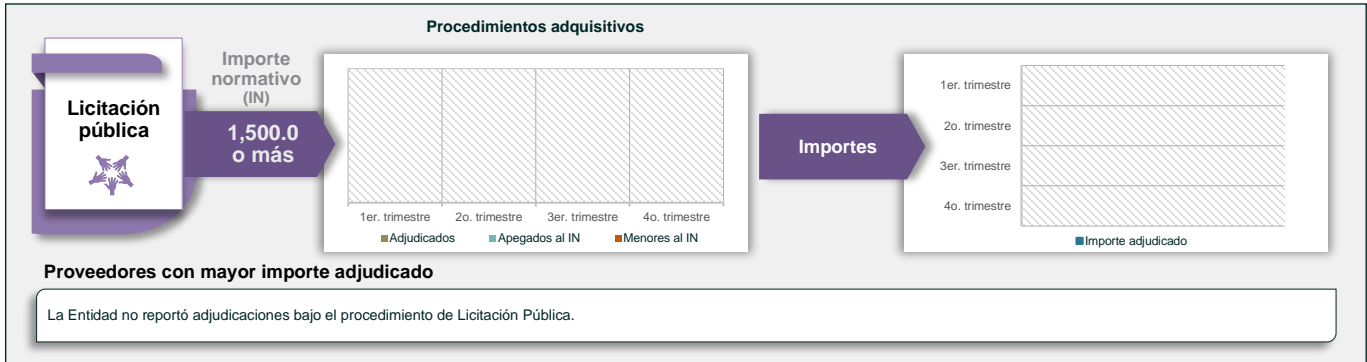 Procedimientos adquisitivos
Licitación
pública
Importe
normativo
(IN)
1,500.0
o más
1er. trimestre
2o. trimestre
3er. trimestre
4o. trimestre
Adjudicados
Apegados al IN
Menores al IN
Importes
1er. trimestre
2o. trimestre
3er. trimestre
4o. trimestre
Importe adjudicado
Proveedores con mayor importe adjudicado
La Entidad no reportó adjudicaciones bajo el procedimiento de Licitación Pública.